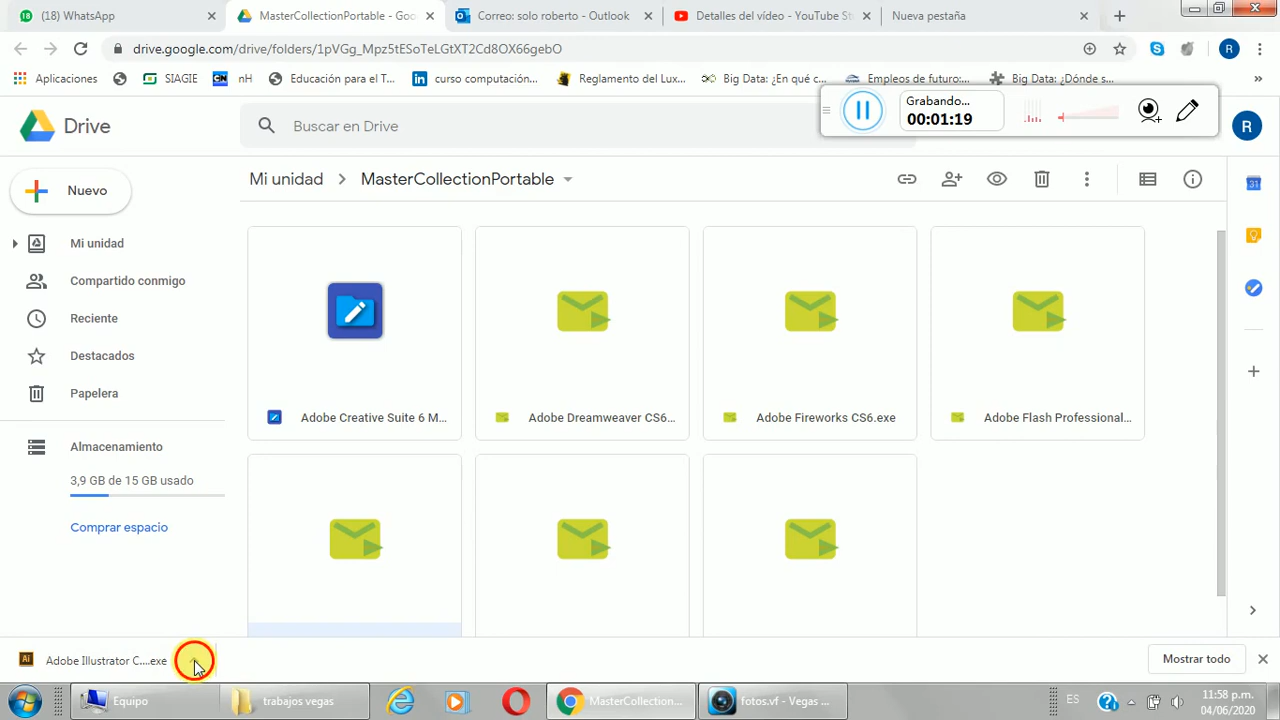 (18) WhatsApp
MasterCollectionPortable - Goo
Correo: solo roberto - Outlook
Detalles del vídeo - YouTube St
Nueva pestaña
drive.google.com/drive/folders/1pVGg_Mpz5tESoTeLGtXT2Cd8OX66gebO
R
Aplicaciones
SIAGIE
nH
Educación para el T...
curso computación...
Reglamento del Lux...
Big Data: ¿En qué c...
Empleos de futuro:...
Big Data: ¿Dónde s...
»
Grabando...
00:01:19
Drive
Buscar en Drive
R
Nuevo
Mi unidad
MasterCollectionPortable
Mi unidad
Compartido conmigo
Reciente
Destacados
Papelera
Almacenamiento
3,9 GB de 15 GB usado
Comprar espacio
Adobe Creative Suite 6 M...
Adobe Dreamweaver CS6...
Adobe Fireworks CS6.exe
Adobe Flash Professional...
31
Ai
Adobe Illustrator C....exe
Mostrar todo
Equipo
trabajos vegas
MasterCollection...
fotos.vf - Vegas ...
ES
11:58 p.m.
04/06/2020